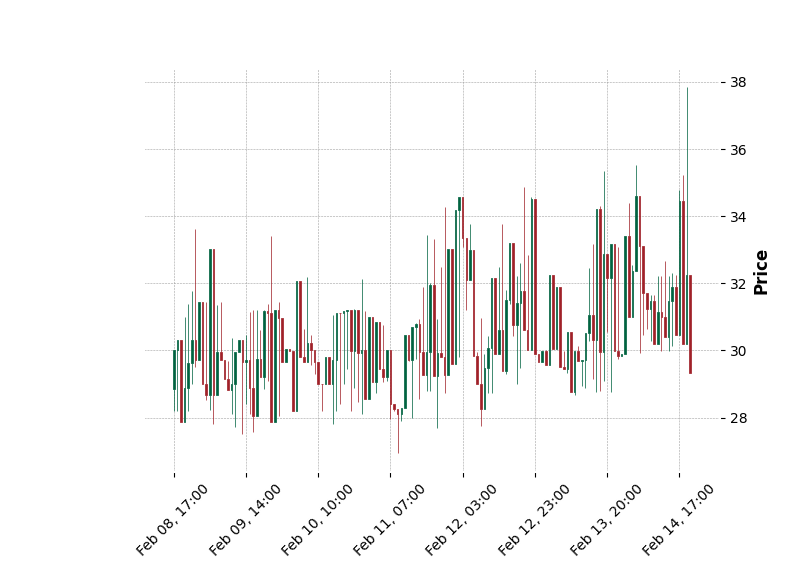 38
36
34
32
30
28
Price
Feb 08, 17:00
Feb 09, 14:00
Feb 10, 10:00
Feb 11, 07:00
Feb 12, 03:00
Feb 12, 23:00
Feb 13, 20:00
Feb 14, 17:00